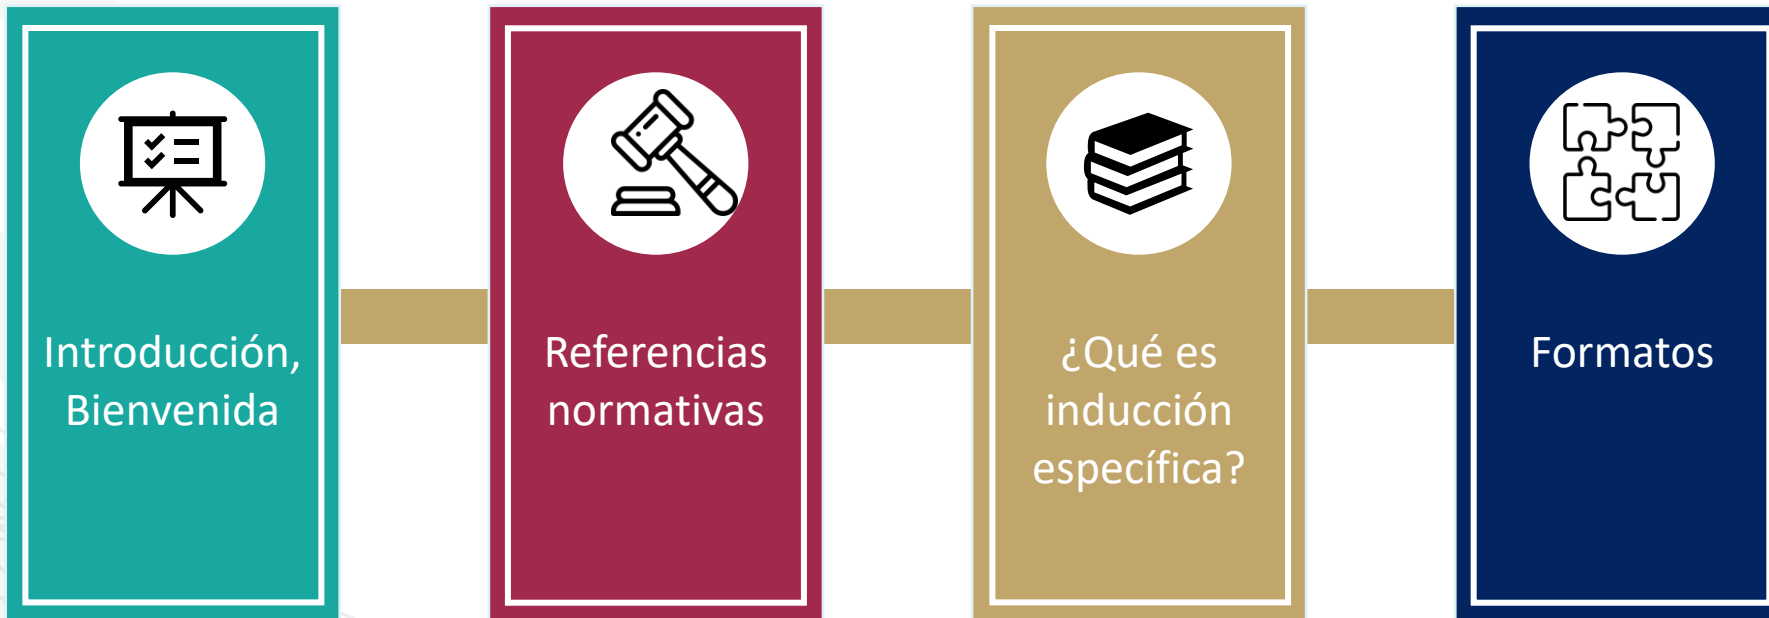 Introducción,
Bienvenida
Referencias
normativas
¿Qué es
inducción
específica?
Formatos